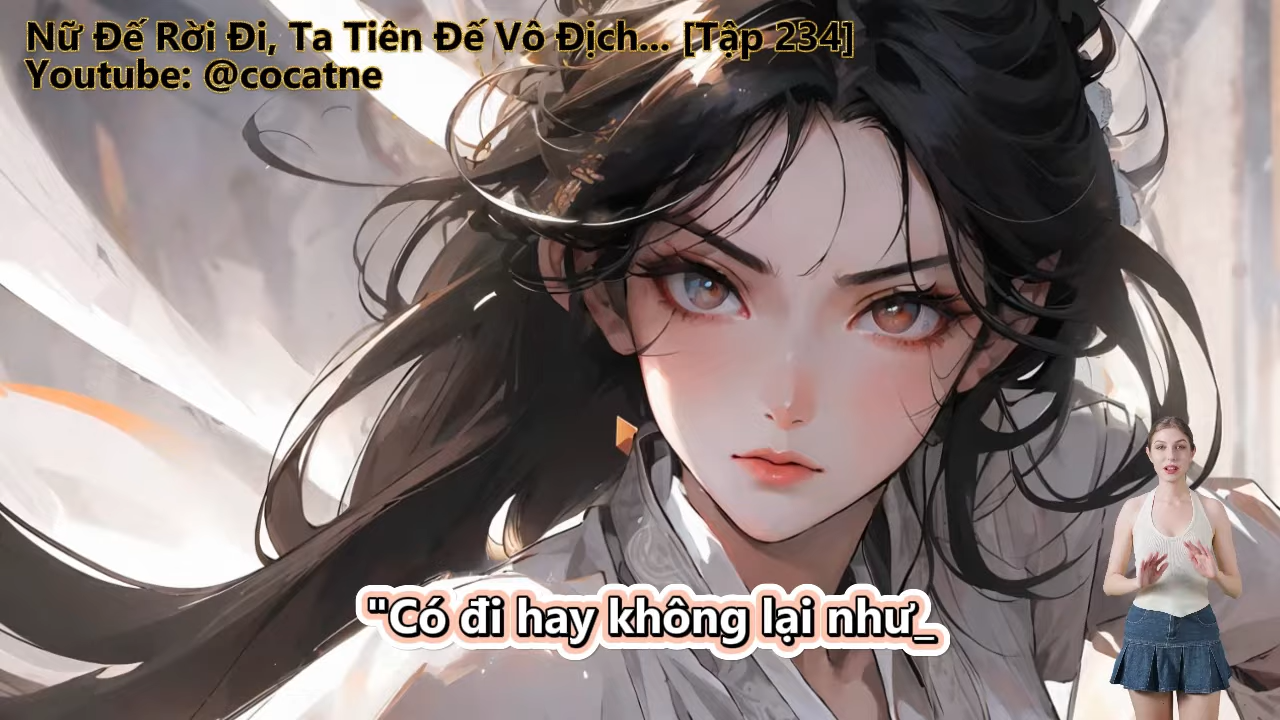 Nữ Đế Rời Đi, Ta Tiên Đế Vô Địch... [Tập 234]
Youtube: @cocatne
"Có đi hay không lại như_